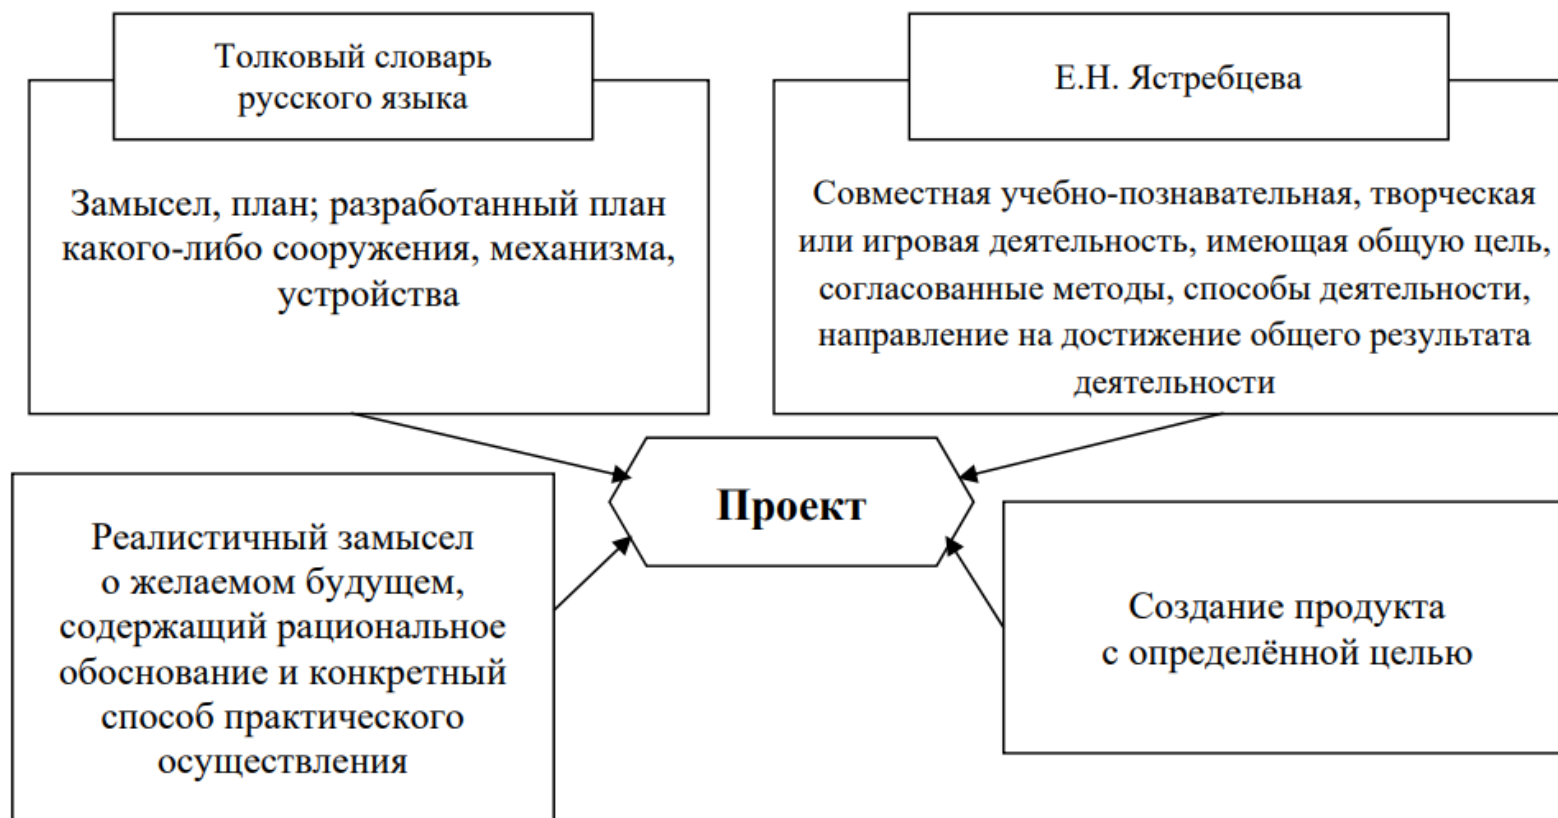 Толковый словарь
русского языка
Замысел, план; разработанный план
какого-либо сооружения, механизма,
устройства
Е.Н. Ястребцева
Совместная учебно-познавательная, творческая
или игровая деятельность, имеющая общую цель,
согласованные методы, способы деятельности,
направление на достижение общего результата
деятельности
Проект
Реалистичный замысел
о желаемом будущем,
содержащий рациональное
обоснование и конкретный
способ практического
осуществления
Создание продукта
с определённой целью